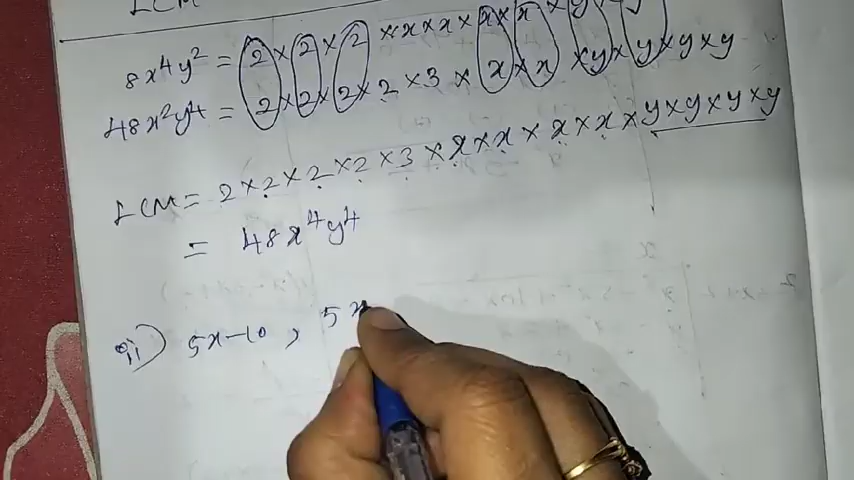 LCM
8x⁴y² = 2 × 2 × 2 × x × x × x × x × y × y
48x²y⁴ = 2 × 2 × 2 × 2 × 3 × x × x × y × y × y × y
LCM = 2 × 2 × 2 × 2 × 3 × x × x × x × x × y × y × y × y
= 48x⁴y⁴
ii) 5x-10 , 5x